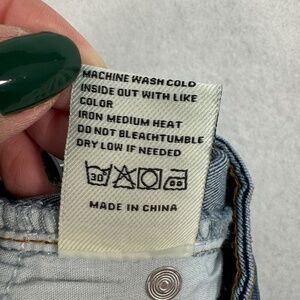 MACHINE WASH COLD
INSIDE OUT WITH LIKE
COLOR
IRON MEDIUM HEAT
DO NOT BLEACHTUMBLE
DRY LOW IF NEEDED
30°
MADE IN CHINA